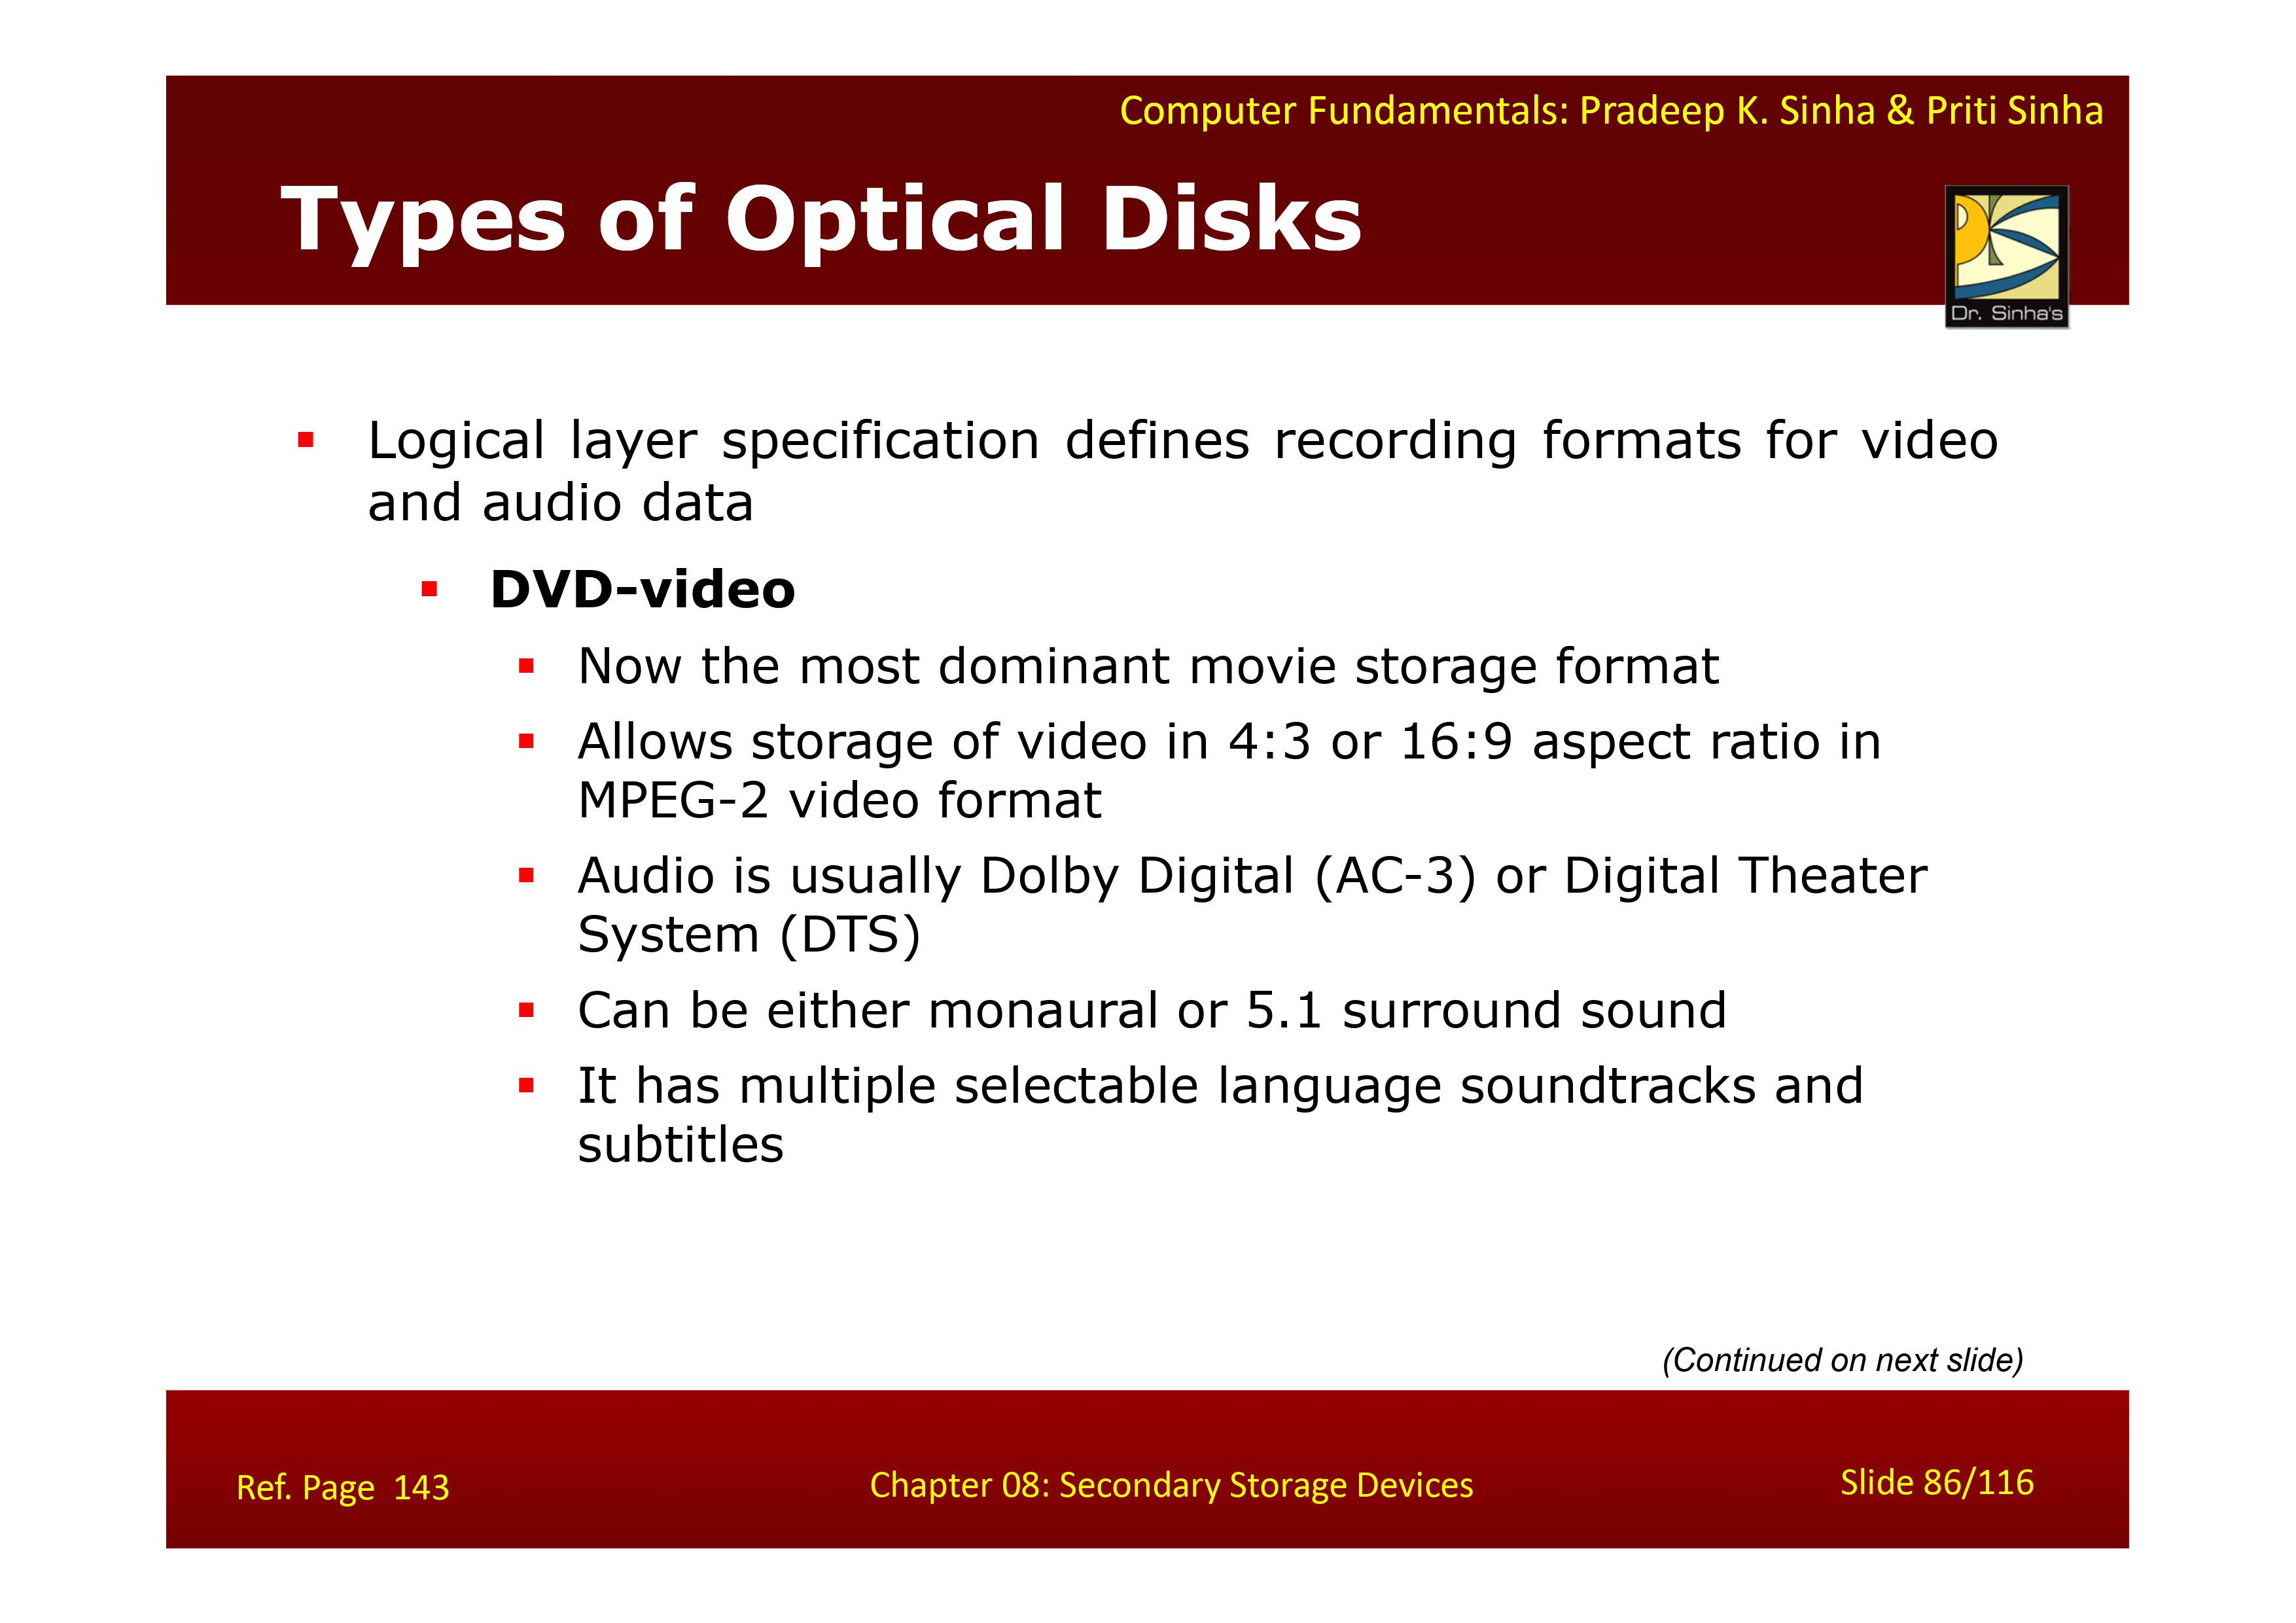 Computer Fundamentals: Pradeep K. Sinha & Priti Sinha
Types of Optical Disks
Dr. Sinha's
▪ Logical layer specification defines recording formats for video
and audio data
▪ DVD-video
▪ Now the most dominant movie storage format
▪ Allows storage of video in 4:3 or 16:9 aspect ratio in
MPEG-2 video format
▪ Audio is usually Dolby Digital (AC-3) or Digital Theater
System (DTS)
▪ Can be either monaural or 5.1 surround sound
▪ It has multiple selectable language soundtracks and
subtitles
(Continued on next slide)
Ref. Page 143
Chapter 08: Secondary Storage Devices
Slide 86/116